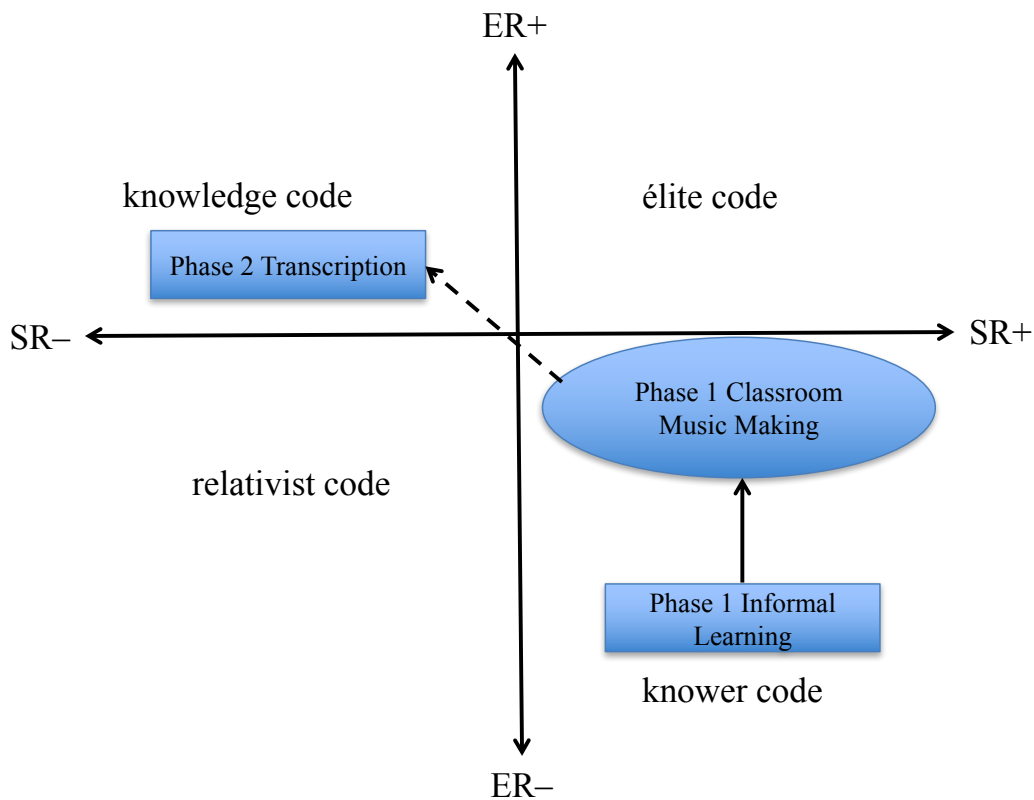 ER+
knowledge code
élite code
Phase 2 Transcription
SR–
SR+
Phase 1 Classroom
Music Making
relativist code
Phase 1 Informal
Learning
knower code
ER–